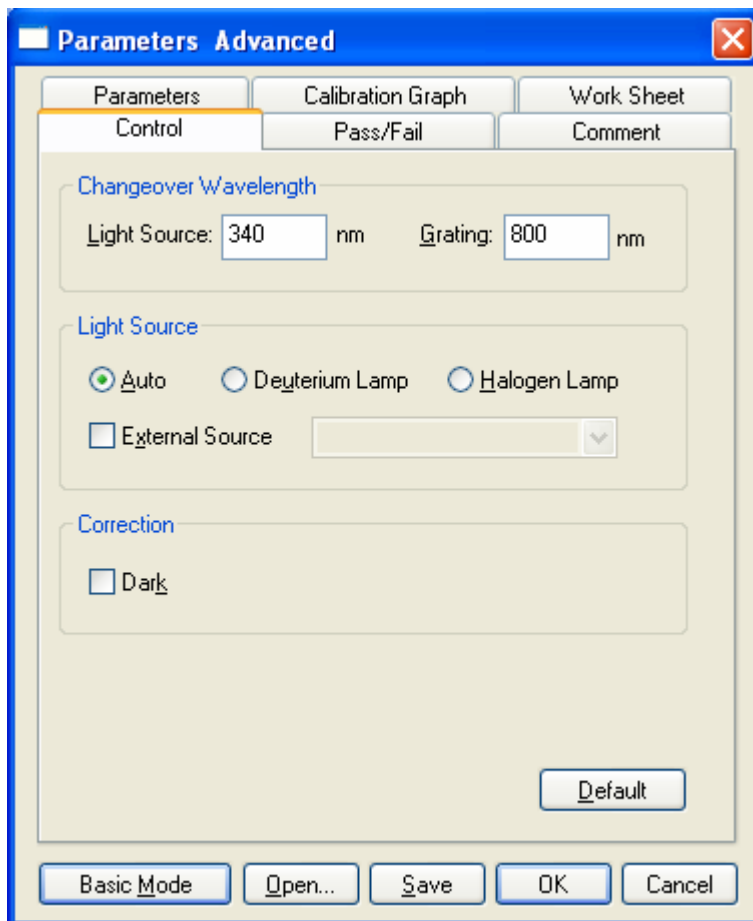 Parameters Advanced
Parameters Calibration Graph Work Sheet
Control Pass/Fail Comment
Changeover Wavelength
Light Source: 340 nm Grating: 800 nm
Light Source
Auto Deuterium Lamp Halogen Lamp
External Source
Correction
Dark
Default
Basic Mode Open... Save OK Cancel